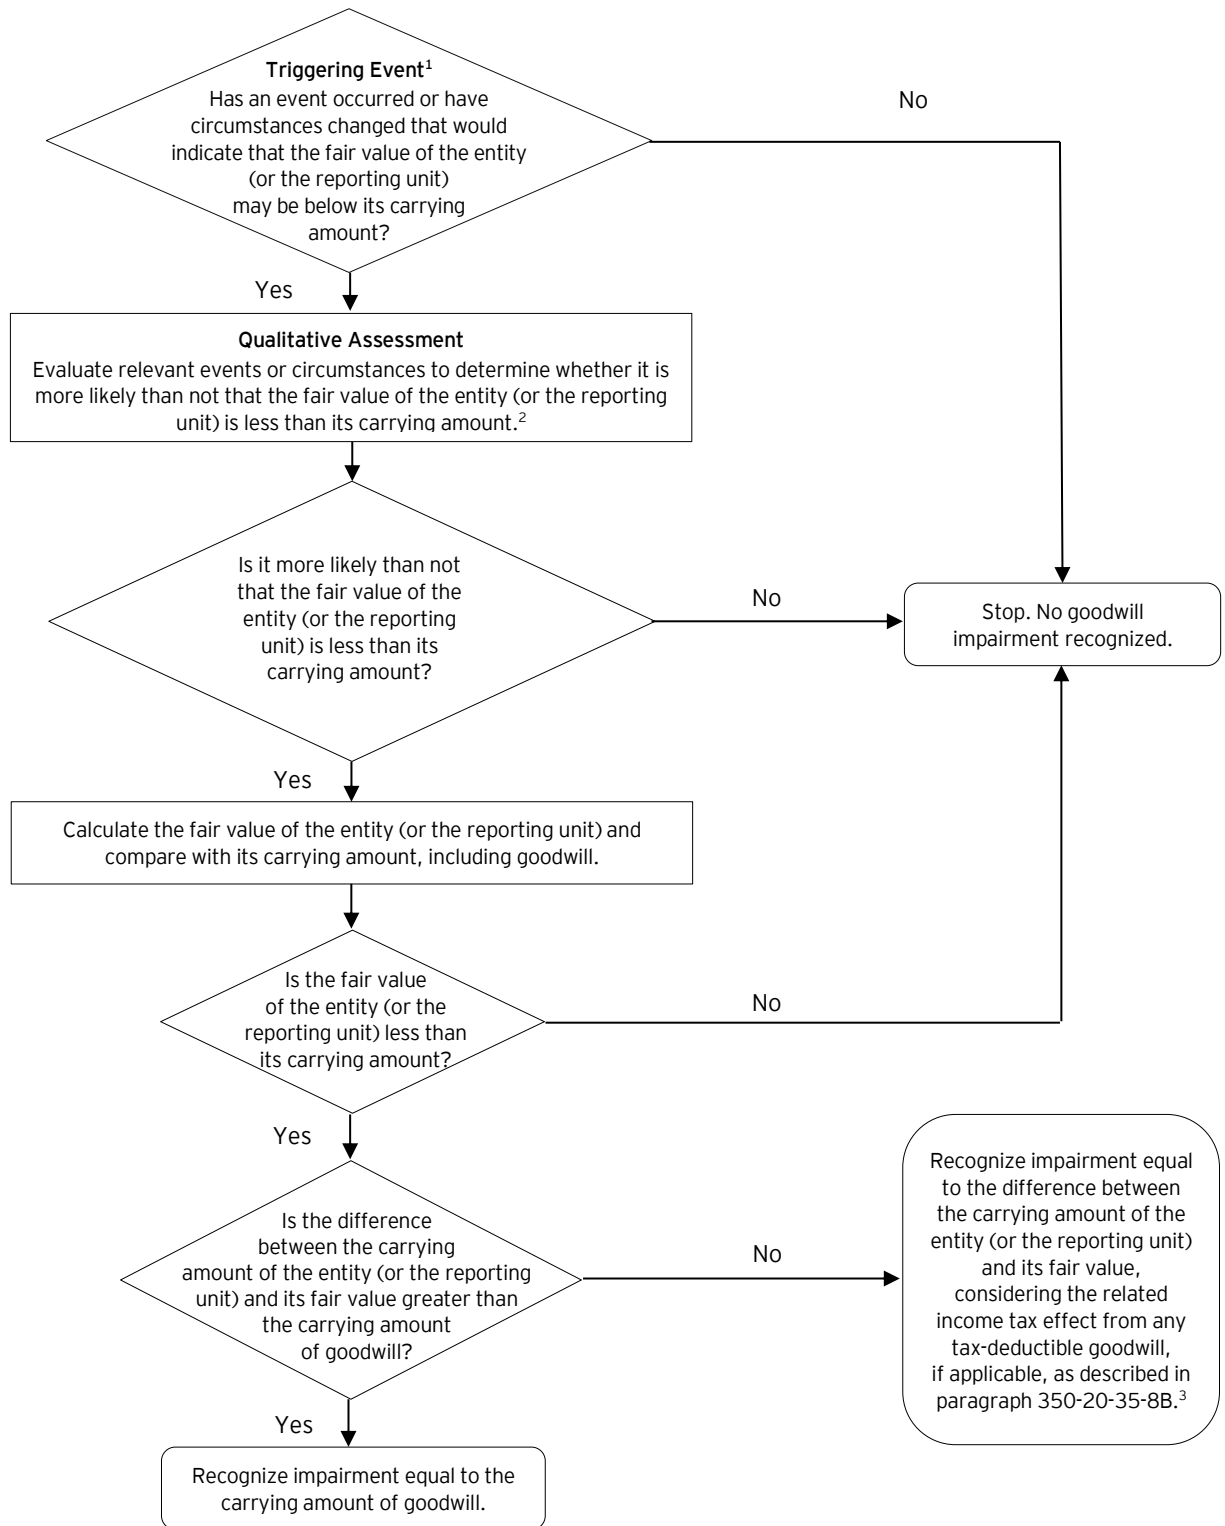 Triggering Event¹
Has an event occurred or have
circumstances changed that would
indicate that the fair value of the entity
(or the reporting unit)
may be below its carrying
amount?
No
Yes
Qualitative Assessment
Evaluate relevant events or circumstances to determine whether it is
more likely than not that the fair value of the entity (or the reporting
unit) is less than its carrying amount.²
Is it more likely than not
that the fair value of the
entity (or the reporting
unit) is less than its
carrying amount?
No
Stop. No goodwill
impairment recognized.
Yes
Calculate the fair value of the entity (or the reporting unit) and
compare with its carrying amount, including goodwill.
Is the fair value
of the entity (or the
reporting unit) less than
its carrying amount?
No
Yes
Is the difference
between the carrying
amount of the entity (or the reporting
unit) and its fair value greater than
the carrying amount
of goodwill?
No
Recognize impairment equal
to the difference between
the carrying amount of the
entity (or the reporting unit)
and its fair value,
considering the related
income tax effect from any
tax-deductible goodwill,
if applicable, as described in
paragraph 350-20-35-8B.³
Yes
Recognize impairment equal to the
carrying amount of goodwill.